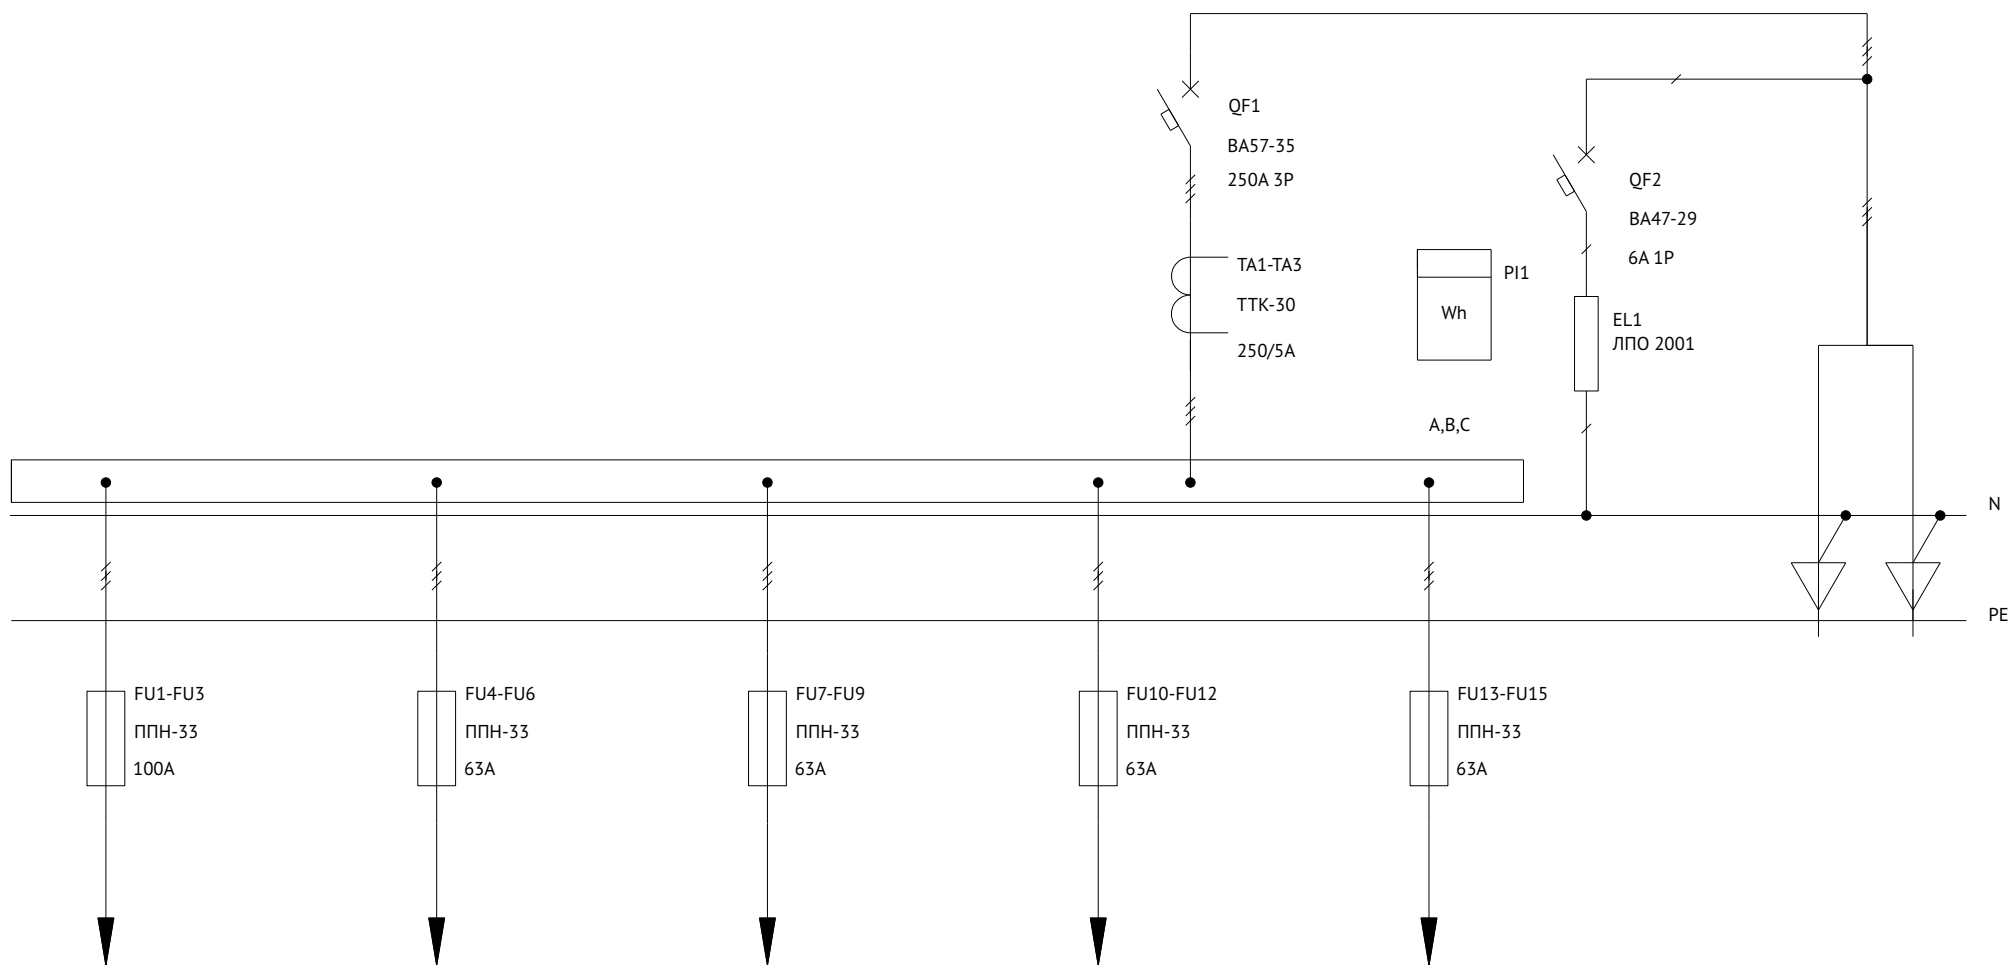 QF1
ВА57-35
250А 3Р
QF2
ВА47-29
6А 1Р
ТА1-ТА3
ТТК-30
250/5А
PI1
Wh
EL1
ЛПО 2001
A,B,C
N
PE
FU1-FU3
ППН-33
100А
FU4-FU6
ППН-33
63А
FU7-FU9
ППН-33
63А
FU10-FU12
ППН-33
63А
FU13-FU15
ППН-33
63А